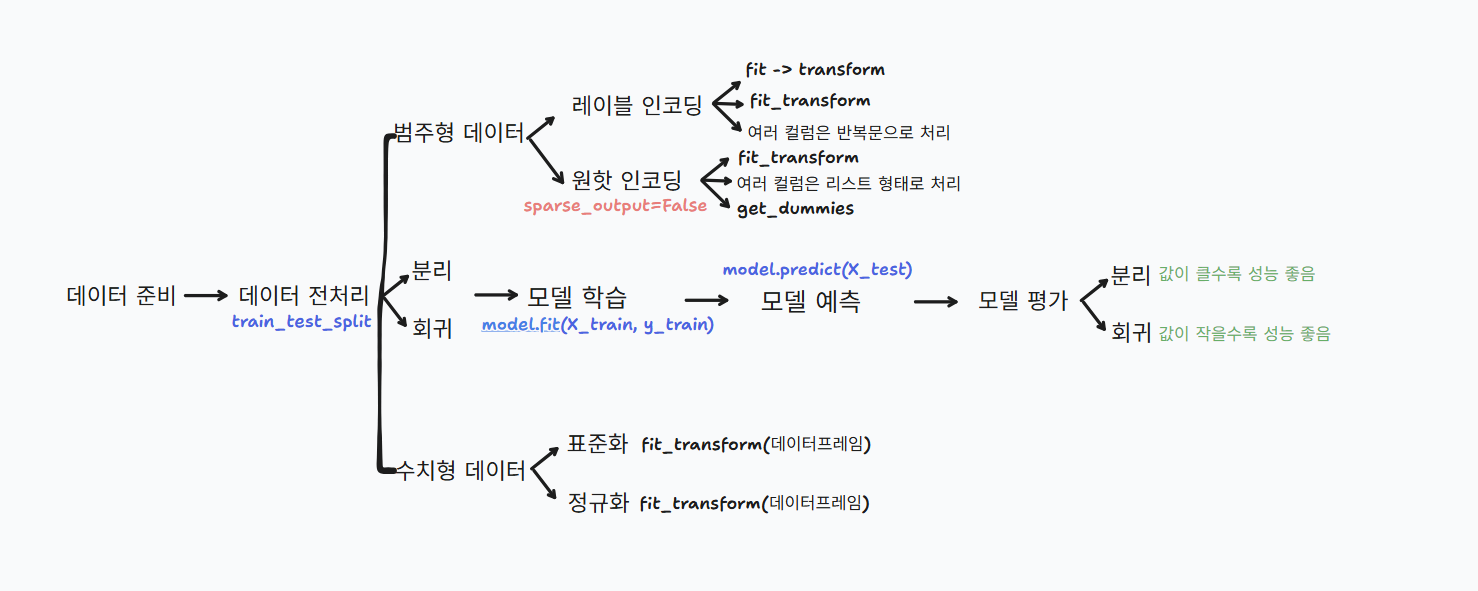 데이터 준비
데이터 전처리
train_test_split
범주형 데이터
레이블 인코딩
fit -> transform
fit_transform
여러 컬럼은 반복문으로 처리
원핫 인코딩
sparse_output=False
fit_transform
여러 컬럼은 리스트 형태로 처리
get_dummies
분리
회귀
수치형 데이터
표준화 fit_transform(데이터프레임)
정규화 fit_transform(데이터프레임)
모델 학습
model.fit(X_train, y_train)
model.predict(X_test)
모델 예측
모델 평가
분리 값이 클수록 성능 좋음
회귀 값이 작을수록 성능 좋음